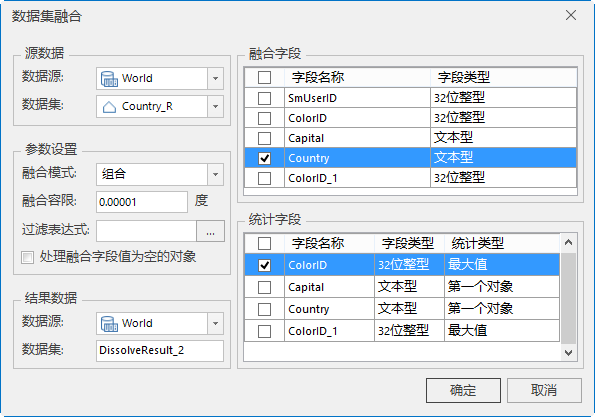 数据集融合
源数据
数据源: World
数据集: Country_R
参数设置
融合模式: 组合
融合容限: 0.00001 度
过滤表达式: ...
处理融合字段值为空的对象
结果数据
数据源: World
数据集: DissolveResult_2
融合字段
字段名称 字段类型
SmUserID 32位整型
ColorID 32位整型
Capital 文本型
Country 文本型
ColorID_1 32位整型
统计字段
字段名称 字段类型 统计类型
ColorID 32位整型 最大值
Capital 文本型 第一个对象
Country 文本型 第一个对象
ColorID_1 32位整型 最大值
确定 取消